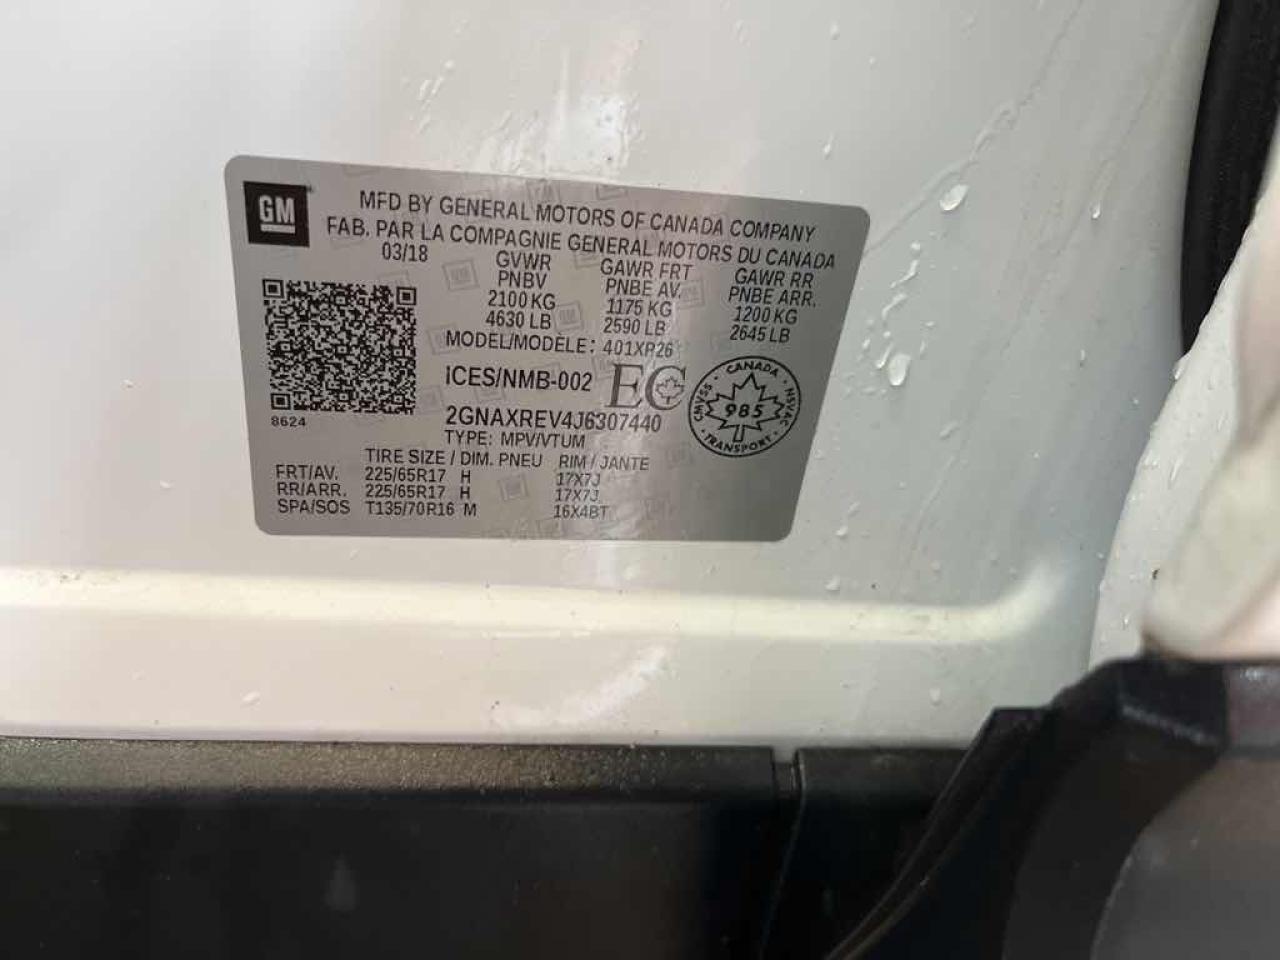 GM
MFD BY GENERAL MOTORS OF CANADA COMPANY
FAB. PAR LA COMPAGNIE GENERAL MOTORS DU CANADA
03/18
GVWR GAWR FRT GAWR RR
PNBV PNBE AV. PNBE ARR.
2100 KG 1175 KG 1200 KG
4630 LB 2590 LB 2645 LB
MODEL/MODÈLE: 401XR26
ICES/NMB-002 EC
CANADA
CMVSS 985 NSVAC
TRANSPORT
8624
2GNAXREV4J6307440
TYPE: MPV/VTUM
TIRE SIZE / DIM. PNEU RIM / JANTE
FRT/AV. 225/65R17 H 17X7J
RR/ARR. 225/65R17 H 17X7J
SPA/SOS T135/70R16 M 16X4BT